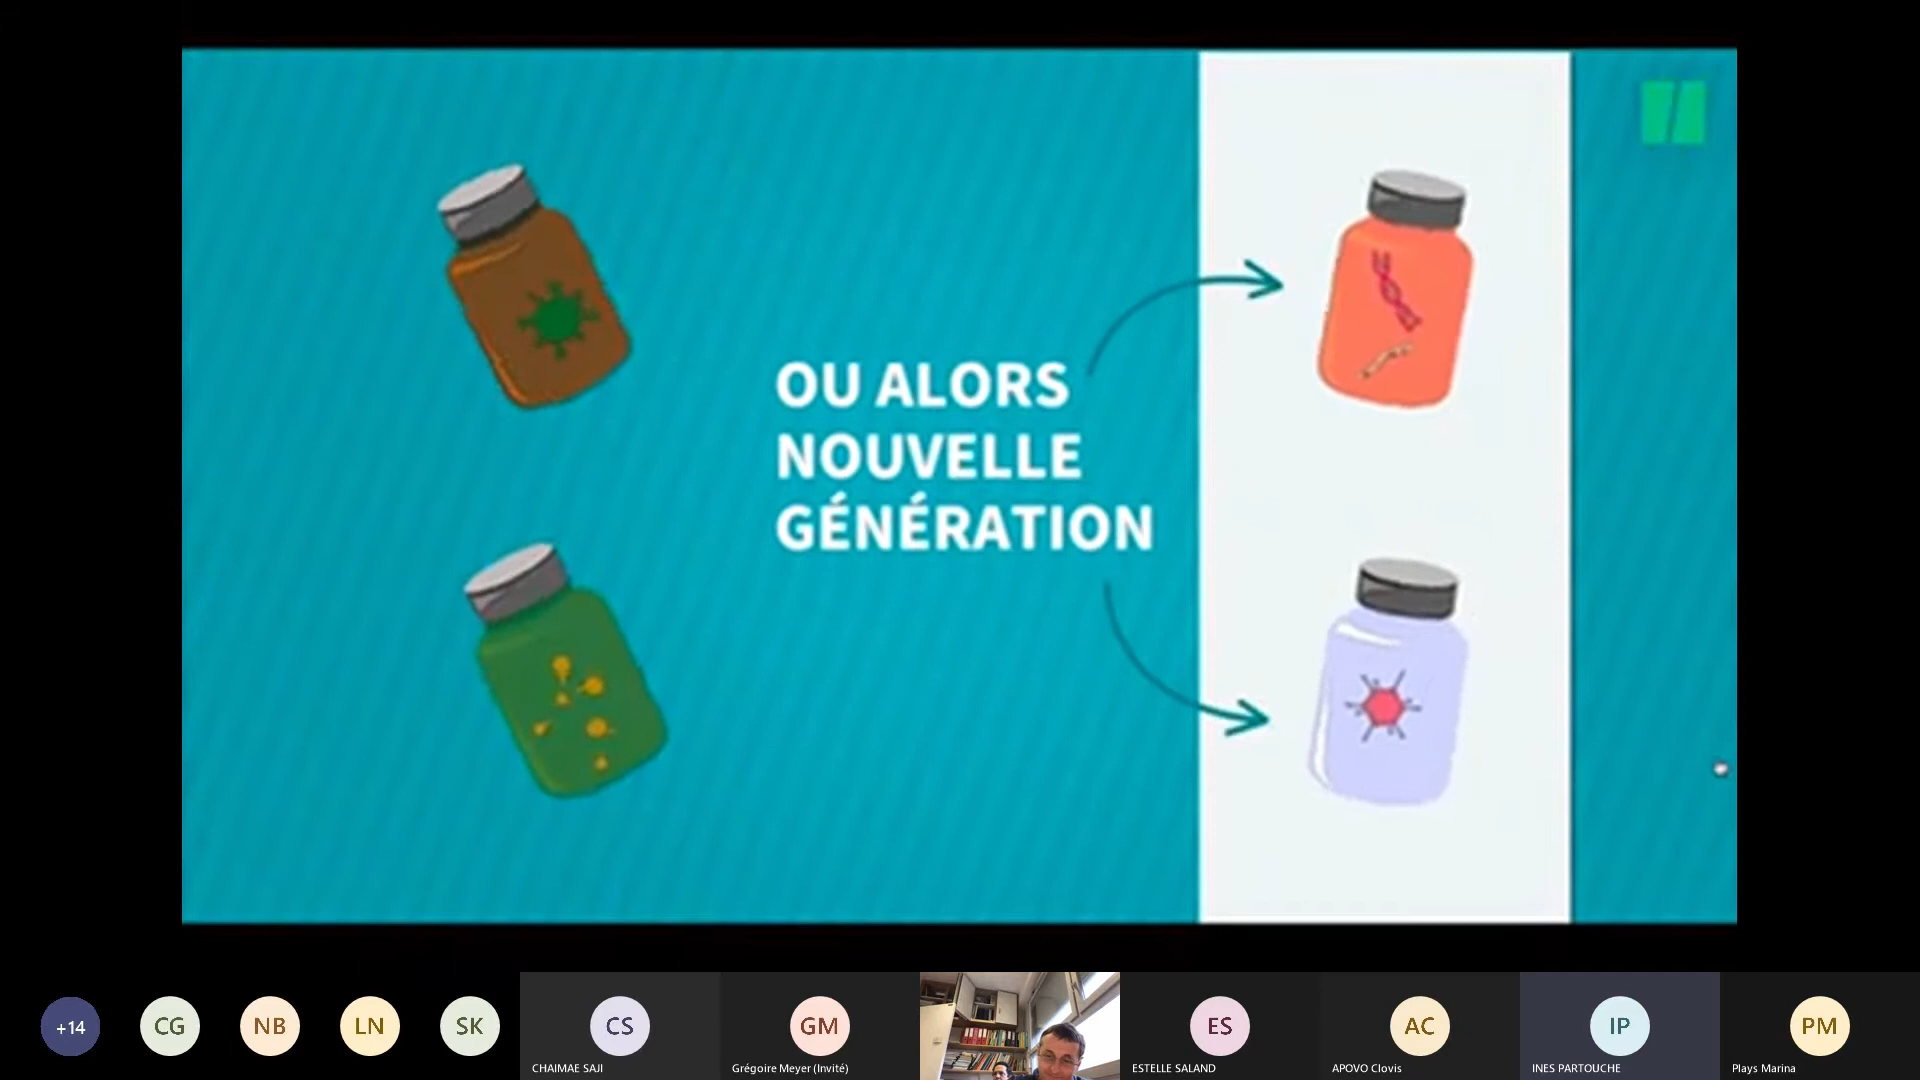 OU ALORS
NOUVELLE
GÉNÉRATION
+14
CG
NB
LN
SK
CS
CHAIMAE SAJI
GM
Grégoire Meyer (Invité)
ES
ESTELLE SALAND
AC
APOVO Clovis
IP
INES PARTOUCHE
PM
Plays Marina